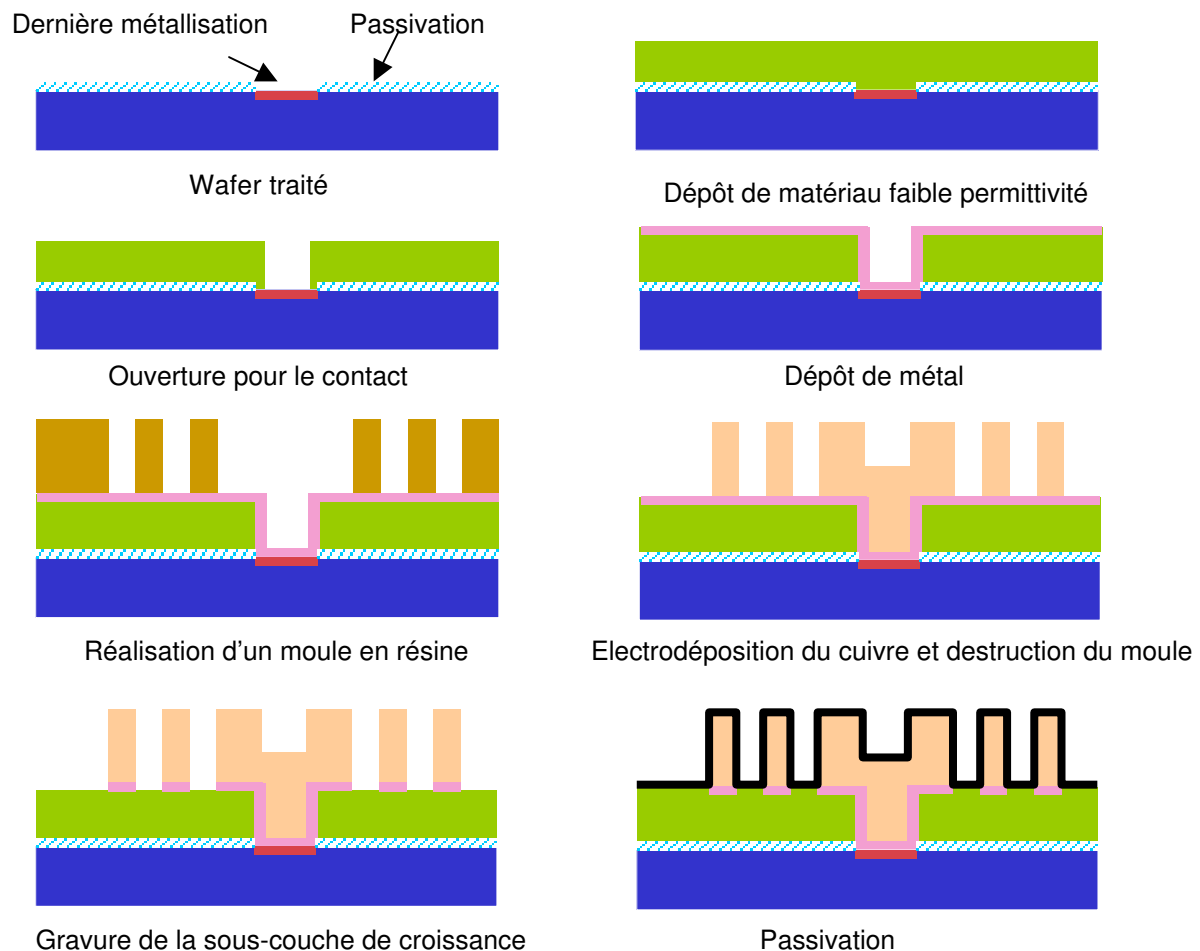 Dernière métallisation Passivation
Wafer traité
Dépôt de matériau faible permittivité
Ouverture pour le contact
Dépôt de métal
Réalisation d'un moule en résine
Electrodéposition du cuivre et destruction du moule
Gravure de la sous-couche de croissance
Passivation